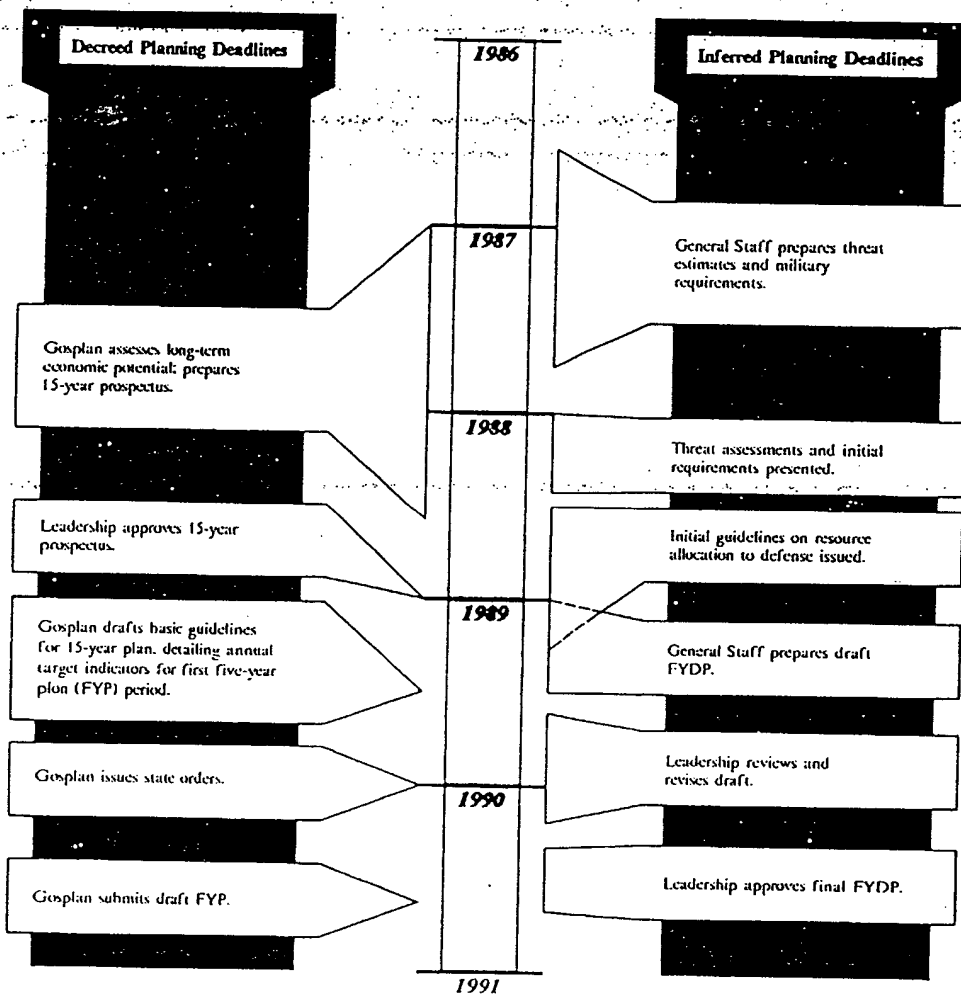 Decreed Planning Deadlines
Gosplan assesses long-term
economic potential; prepares
15-year prospectus.
Leadership approves 15-year
prospectus.
Gosplan drafts basic guidelines
for 15-year plan, detailing annual
target indicators for first five-year
plon (FYP) period.
Gosplan issues state orders.
Gosplan submits draft FYP.
1986
1987
1988
1989
1990
1991
Inferred Planning Deadlines
General Staff prepares threat
estimates and military
requirements.
Threat assessments and initial
requirements presented.
Initial guidelines on resource
allocation to defense issued.
General Staff prepares draft
FYDP.
Leadership reviews and
revises draft.
Leadership approves final FYDP.